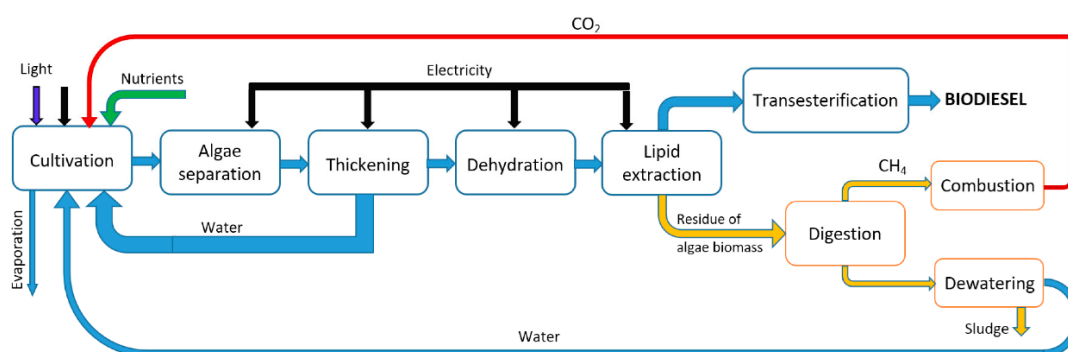 CO₂
Light
Nutrients
Electricity
Cultivation
Algae
separation
Thickening
Dehydration
Lipid
extraction
Transesterification
BIODIESEL
Evaporation
Water
Residue of
algae biomass
Digestion
CH₄
Combustion
Dewatering
Sludge
Water